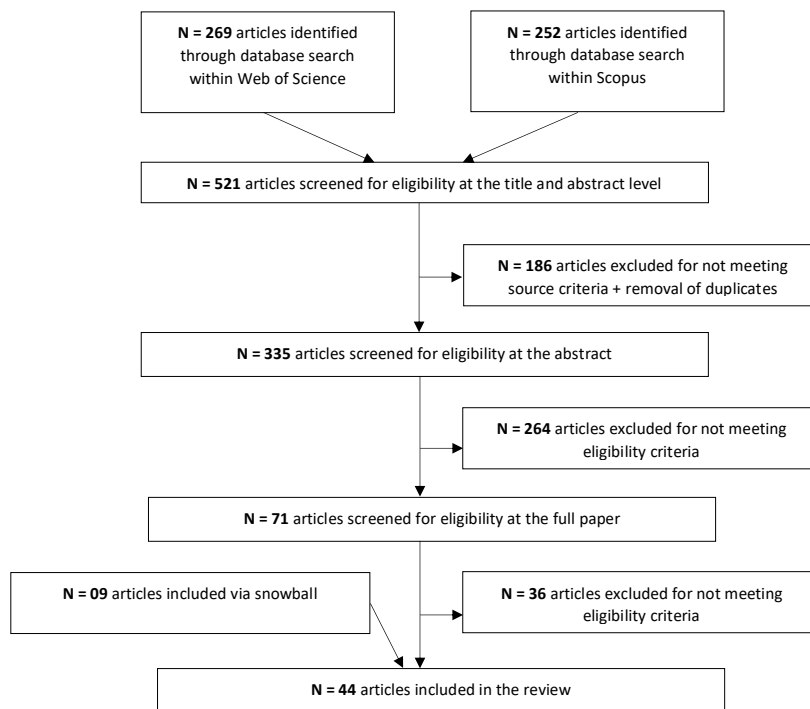 N = 269 articles identified
through database search
within Web of Science
N = 252 articles identified
through database search
within Scopus
N = 521 articles screened for eligibility at the title and abstract level
N = 186 articles excluded for not meeting
source criteria + removal of duplicates
N = 335 articles screened for eligibility at the abstract
N = 264 articles excluded for not meeting
eligibility criteria
N = 71 articles screened for eligibility at the full paper
N = 09 articles included via snowball
N = 36 articles excluded for not meeting
eligibility criteria
N = 44 articles included in the review